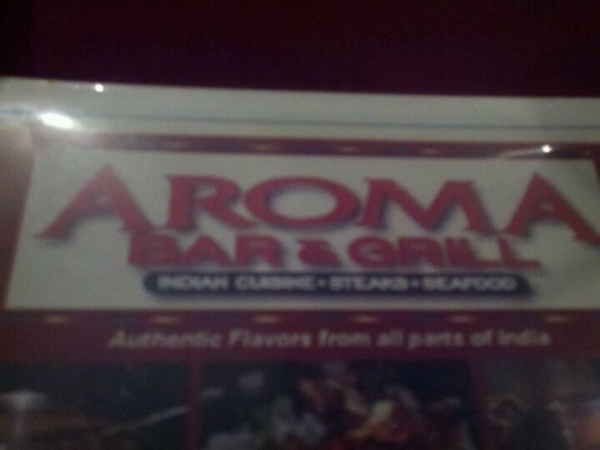 AROMA
BAR & GRILL
INDIAN CUISINE • STEAKS • SEAFOOD
Authentic Flavors from all parts of India